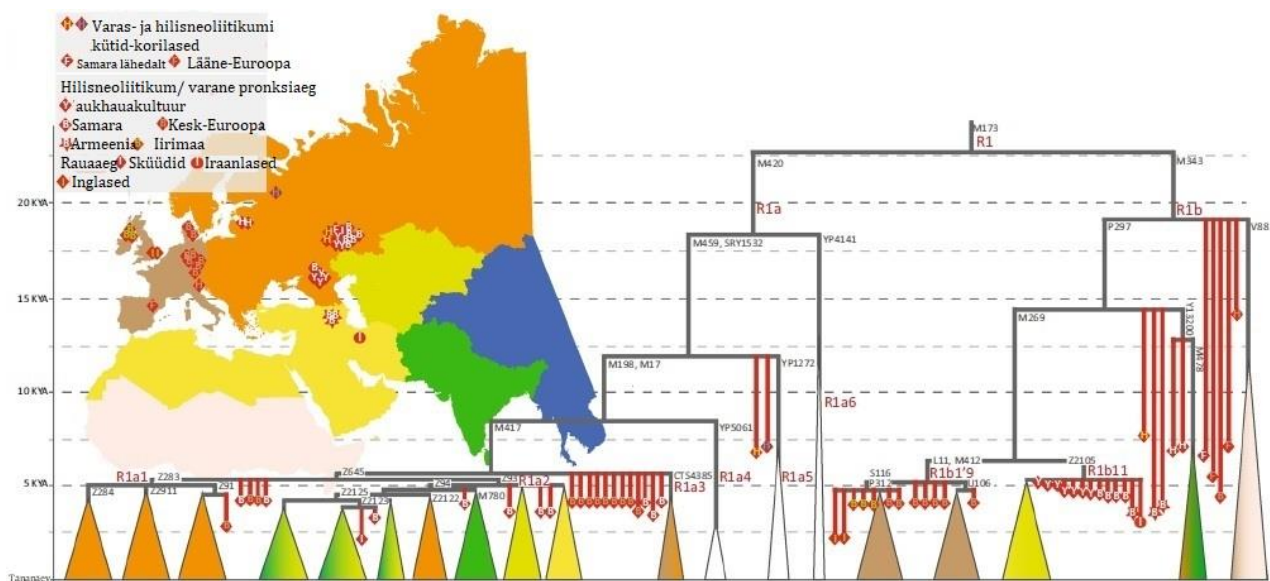 Varas- ja hilisneoliitikumi
kütid-korilased
Samara lähedalt Lääne-Euroopa
Hilisneoliitikum/ varane pronksiaeg
aukhauakultuur
Samara Kesk-Euroopa
Armeenia Iirimaa
Rauaaeg Sküüdid Iraanlased
Inglased
M173
R1
M420
M343
20 KYA
R1a
R1b
P297
V88
M459, SRY1532
YP4141
15 KYA
M269
Y13200
M478
M198, M17
YP1272
10 KYA
R1a6
M417
YP5061
L11, M412
Z2105
R1b1'9
R1b11
Z645
CTS4385
R1a4
R1a5
R1a1
Z283
Z93
R1a2
R1a3
S116
P312
U106
5 KYA
Z284
Z2911
Z91
Z94
Z2125
Z2123
Z2122
M780
Tänapäev